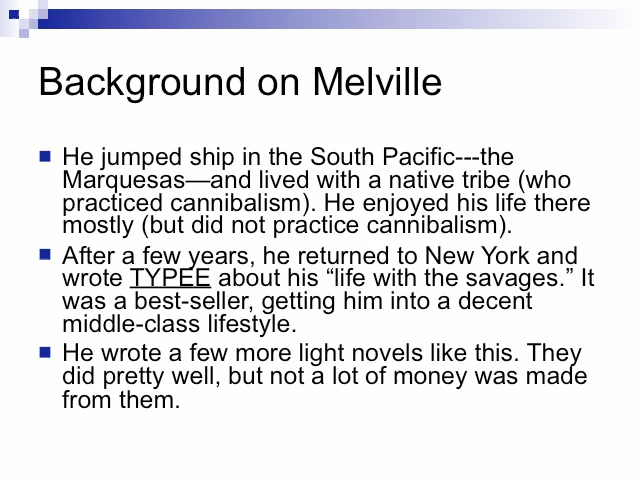 Background on Melville
He jumped ship in the South Pacific---the
Marquesas—and lived with a native tribe (who
practiced cannibalism). He enjoyed his life there
mostly (but did not practice cannibalism).
After a few years, he returned to New York and
wrote TYPEE about his “life with the savages.” It
was a best-seller, getting him into a decent
middle-class lifestyle.
He wrote a few more light novels like this. They
did pretty well, but not a lot of money was made
from them.